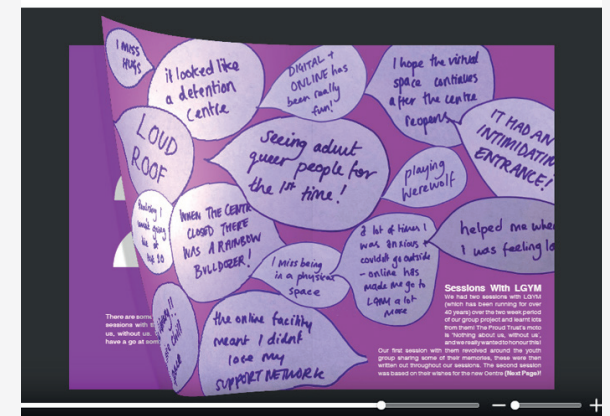 I MISS
HUGS
it looked like
a detention
Centre
DIGITAL +
ONLINE has
been really
fun!
I hope the virtual
space continues
after the centre
reopens
LOUD
ROOF
seeing adult
queer people for
the 1st time!
IT HAD AN
INTIMIDATIN
ENTRANCE!
playing
Werewolf
WHEN THE CENTR
CLOSED THERE
WAS A RAINBOW
BULLDOZER!
I miss being
in a physical
space
a lot of times I
was anxious +
couldn't go outside
- online has
made me go to
LGYM a lot
more
helped me whe
I was feeling lo
the online facility
meant I didn't
lose my
SUPPORT NETWORK
There are som
sessions with
us, without us.
have a go at som
Sessions With LGYM
We had two sessions with LGYM
(which has been running for over
40 years) over the two week period
of our group project and learnt lots
from them! The Proud Trust's moto
is 'Nothing about us, without us',
and we really wanted to honour this!
Our first session with them revolved around the youth
group sharing some of their memories, these were then
written out throughout our sessions. The second session
was based on their wishes for the new Centre (Next Page)!